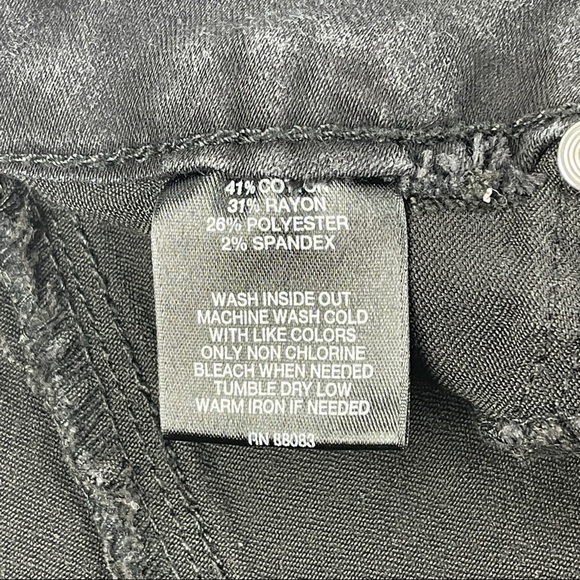 41% COTTON
31% RAYON
26% POLYESTER
2% SPANDEX
WASH INSIDE OUT
MACHINE WASH COLD
WITH LIKE COLORS
ONLY NON CHLORINE
BLEACH WHEN NEEDED
TUMBLE DRY LOW
WARM IRON IF NEEDED
RN 88083